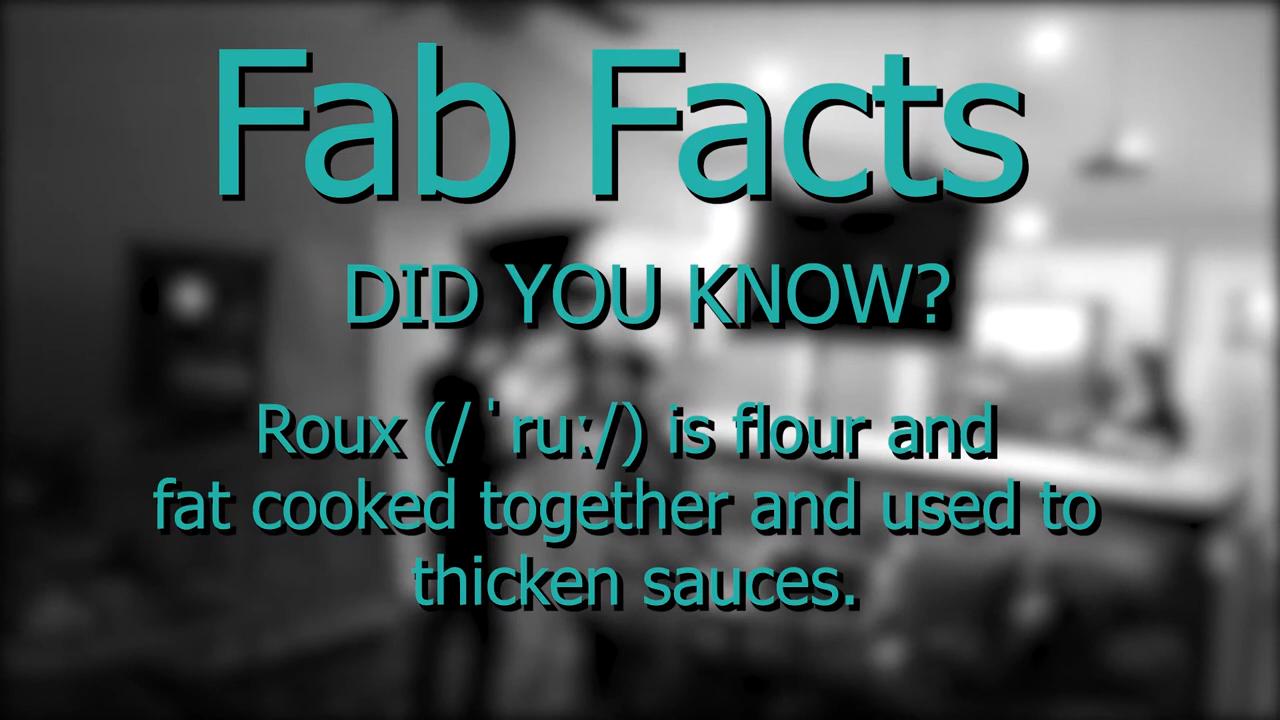 Fab Facts
DID YOU KNOW?
Roux (/ˈruː/) is flour and
fat cooked together and used to
thicken sauces.